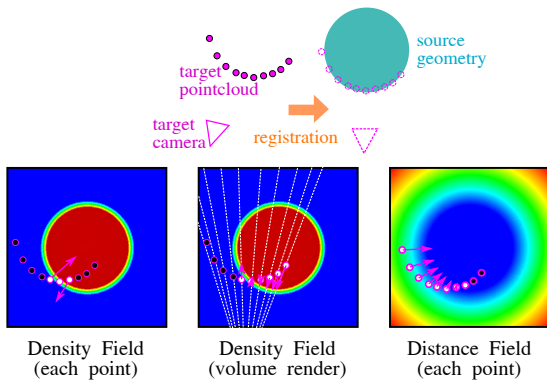 target
pointcloud
source
geometry
target
camera
registration
Density Field
(each point)
Density Field
(volume render)
Distance Field
(each point)